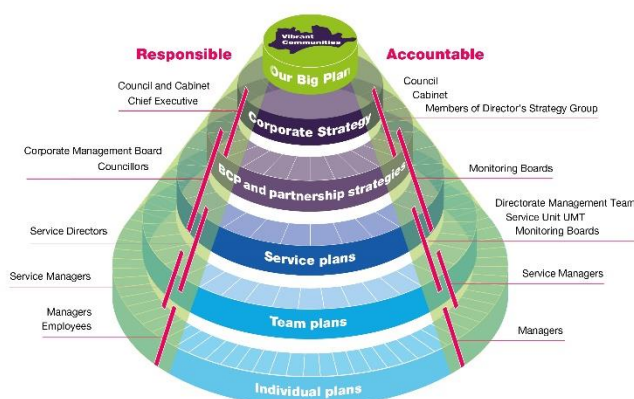 Vibrant
Communities
Our Big Plan
Responsible
Accountable
Council and Cabinet
Chief Executive
Council
Cabinet
Members of Director's Strategy Group
Corporate Strategy
Corporate Management Board
Councillors
Monitoring Boards
BCP and partnership strategies
Directorate Management Team
Service Unit UMT
Monitoring Boards
Service Directors
Service plans
Service Managers
Service Managers
Team plans
Managers
Employees
Managers
Individual plans